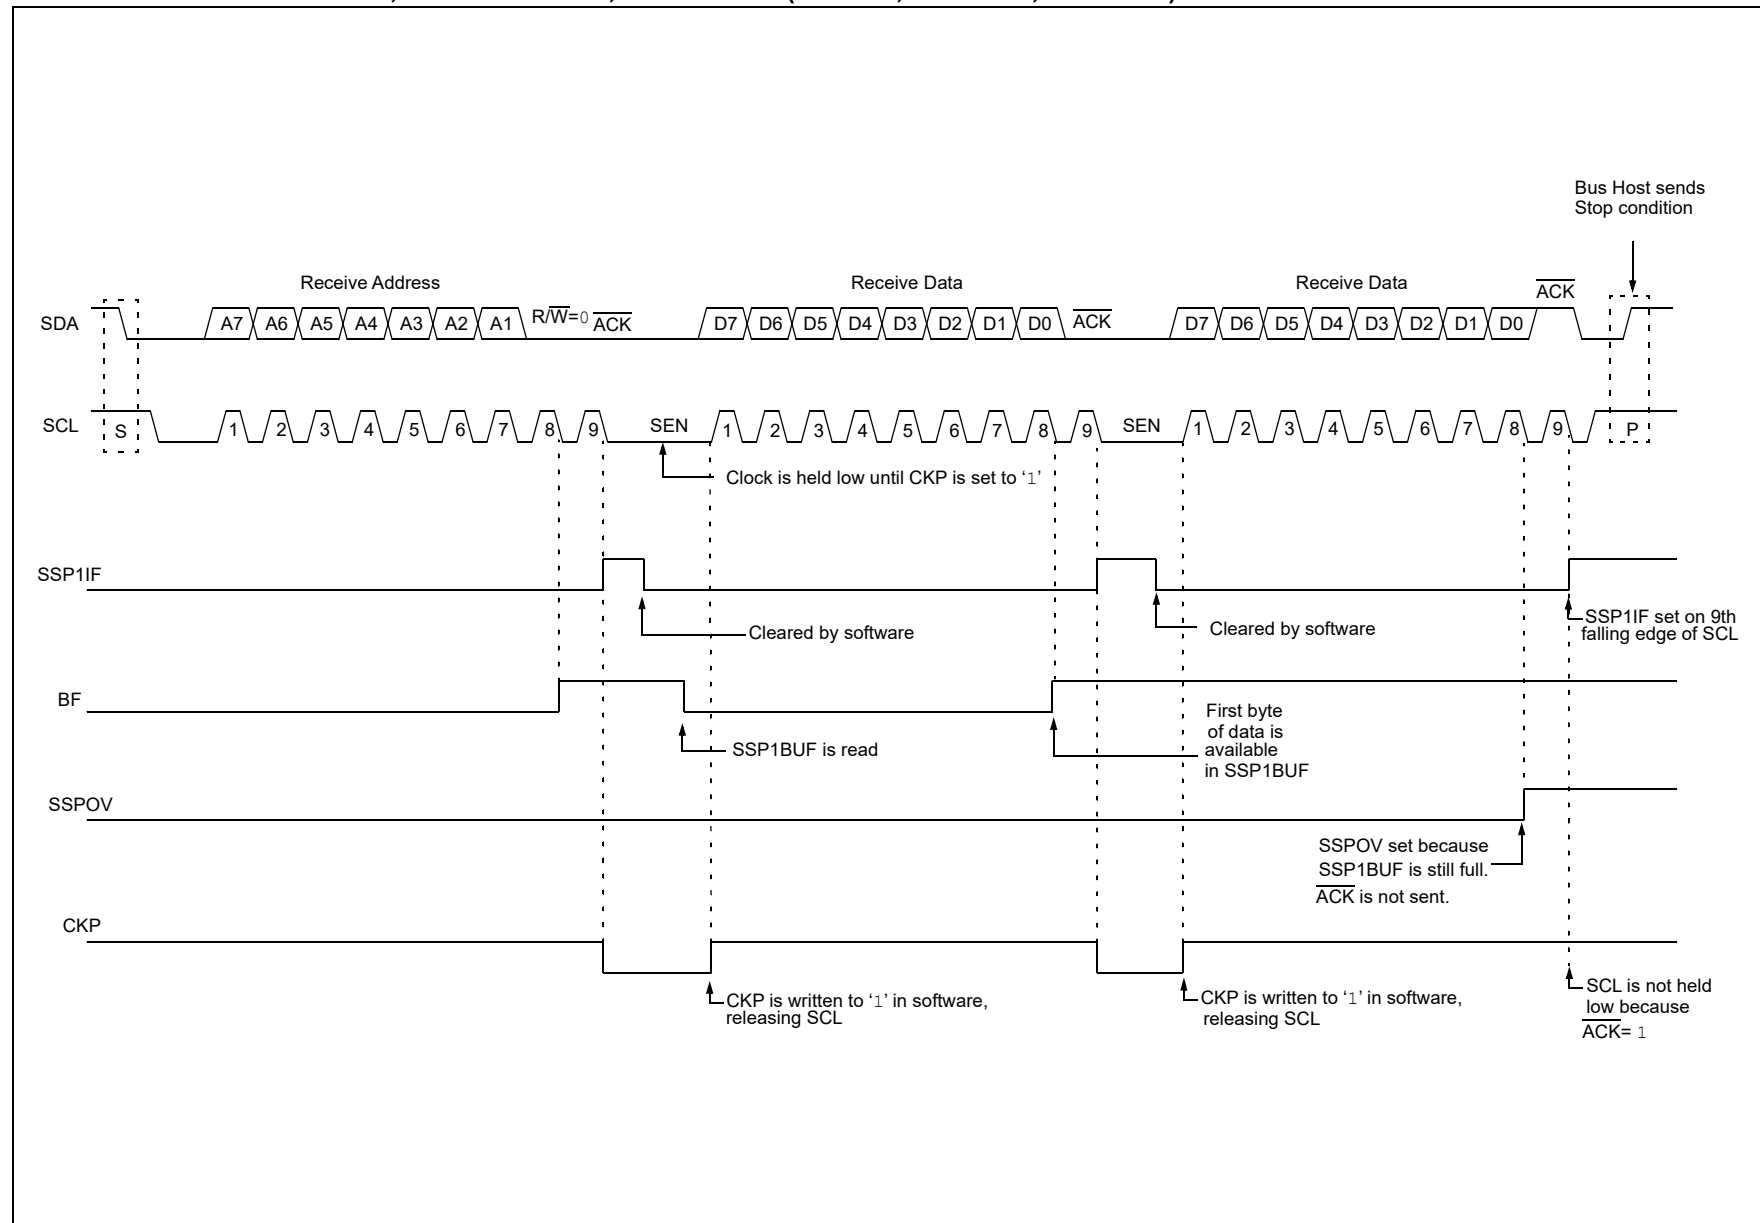 Bus Host sends
Stop condition
Receive Address
Receive Data
Receive Data
ACK
SDA
A7 A6 A5 A4 A3 A2 A1 R/W=0 ACK
D7 D6 D5 D4 D3 D2 D1 D0 ACK
D7 D6 D5 D4 D3 D2 D1 D0
SCL
S
1 2 3 4 5 6 7 8 9 SEN
1 2 3 4 5 6 7 8 9 SEN
1 2 3 4 5 6 7 8 9 P
Clock is held low until CKP is set to ‘1’
SSP1IF
Cleared by software
Cleared by software
SSP1IF set on 9th
falling edge of SCL
BF
SSP1BUF is read
First byte
of data is
available
in SSP1BUF
SSPOV
SSPOV set because
SSP1BUF is still full.
ACK is not sent.
CKP
CKP is written to ‘1’ in software,
releasing SCL
CKP is written to ‘1’ in software,
releasing SCL
SCL is not held
low because
ACK= 1